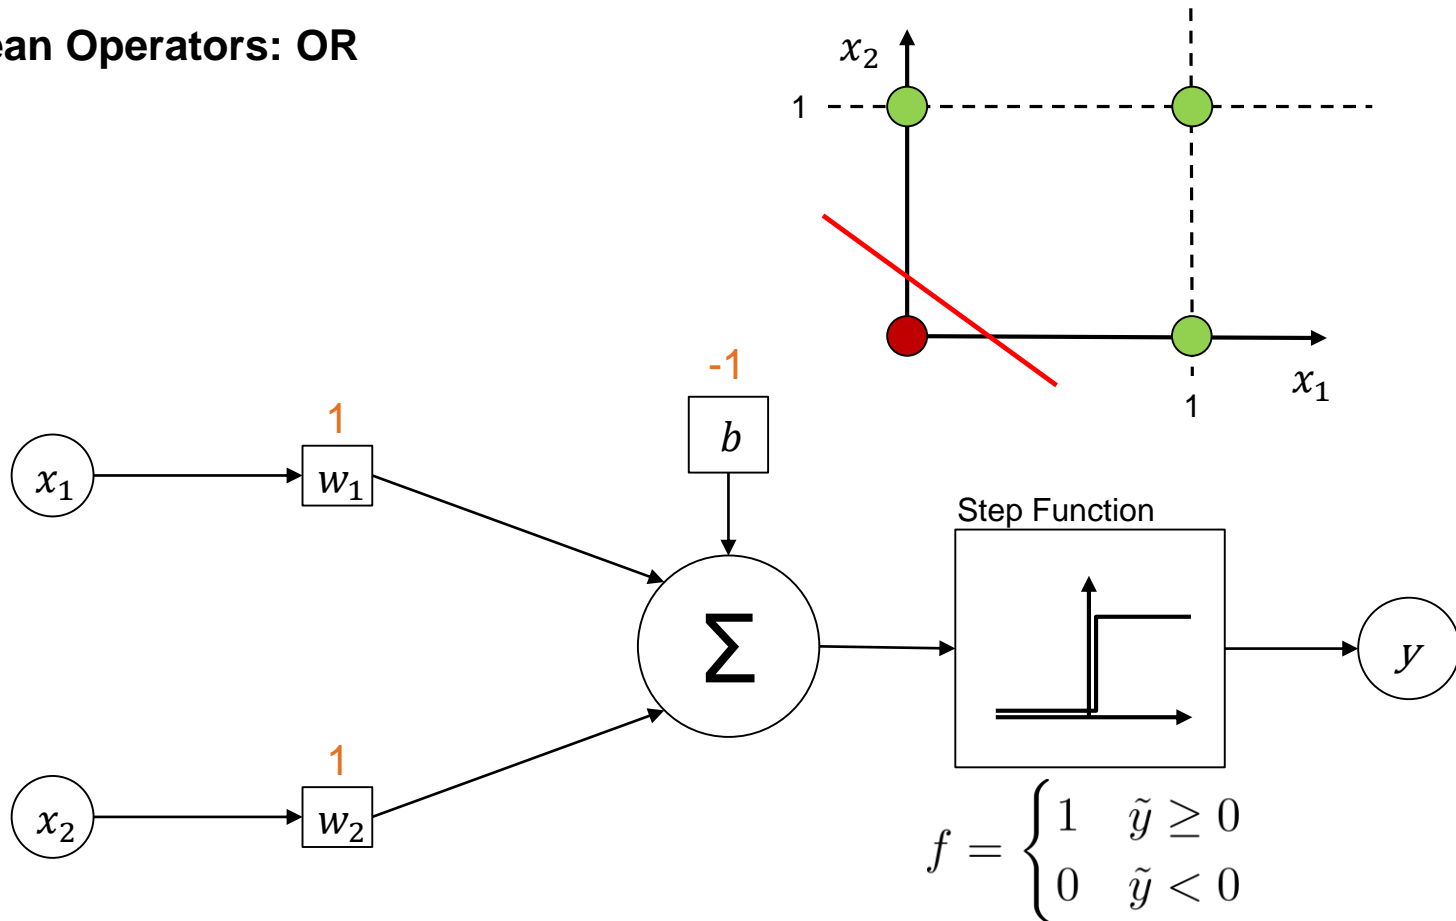 ean Operators: OR
x₂
1
x₁
1
-1
b
1
x₁
w₁
Step Function
Σ
y
1
x₂
w₂
f = { 1 ỹ ≥ 0
0 ỹ < 0